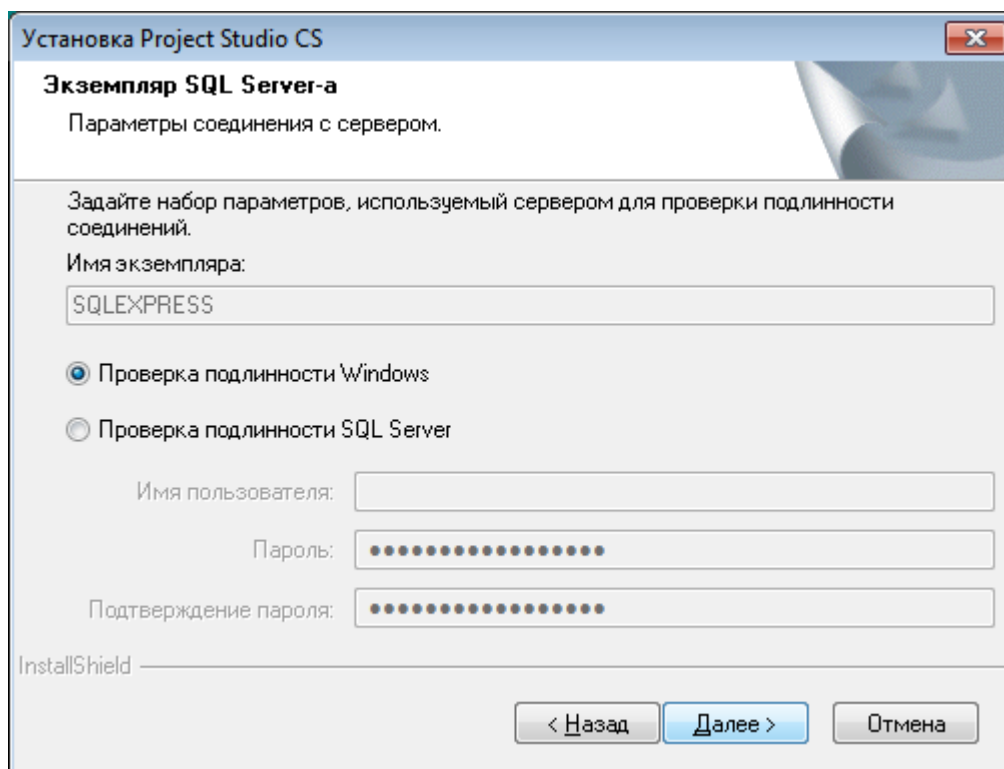 Установка Project Studio CS
Экземпляр SQL Server-а
Параметры соединения с сервером.
Задайте набор параметров, используемый сервером для проверки подлинности
соединений.
Имя экземпляра:
SQLEXPRESS
Проверка подлинности Windows
Проверка подлинности SQL Server
Имя пользователя:
Пароль: ●●●●●●●●●●●●●●●●●
Подтверждение пароля: ●●●●●●●●●●●●●●●●●
InstallShield
< Назад Далее > Отмена